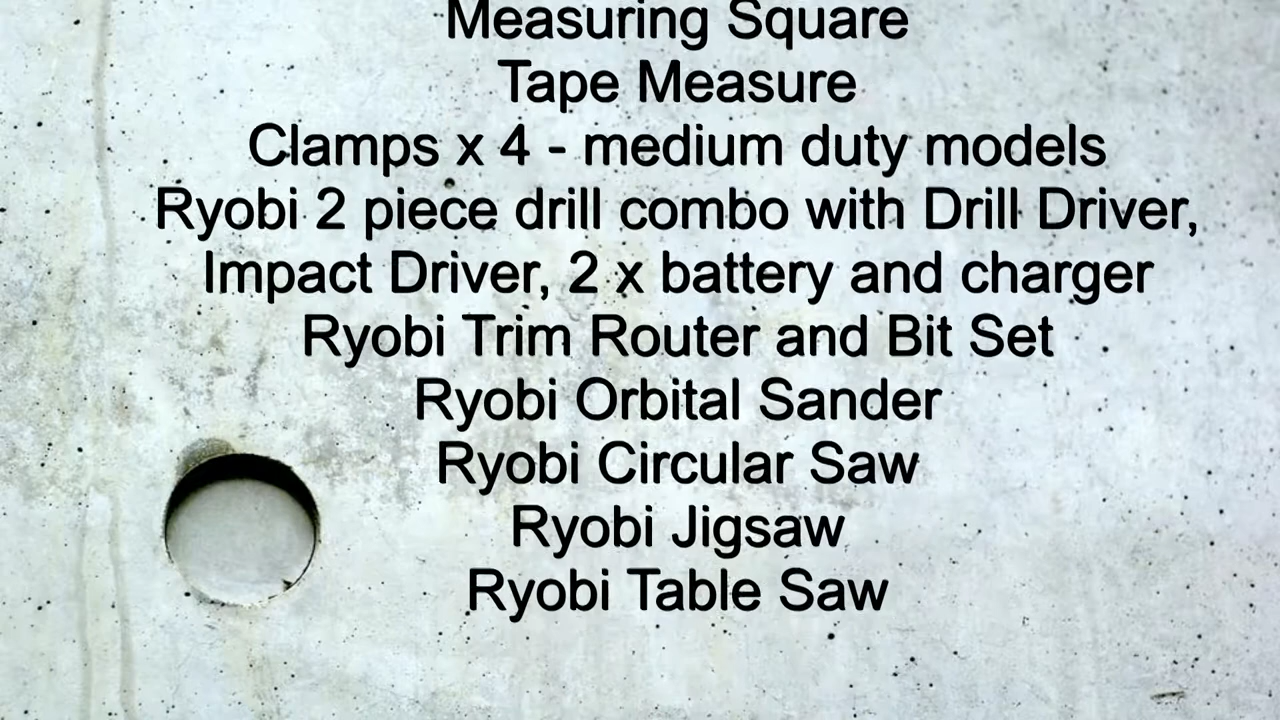 Measuring Square
Tape Measure
Clamps x 4 - medium duty models
Ryobi 2 piece drill combo with Drill Driver,
Impact Driver, 2 x battery and charger
Ryobi Trim Router and Bit Set
Ryobi Orbital Sander
Ryobi Circular Saw
Ryobi Jigsaw
Ryobi Table Saw